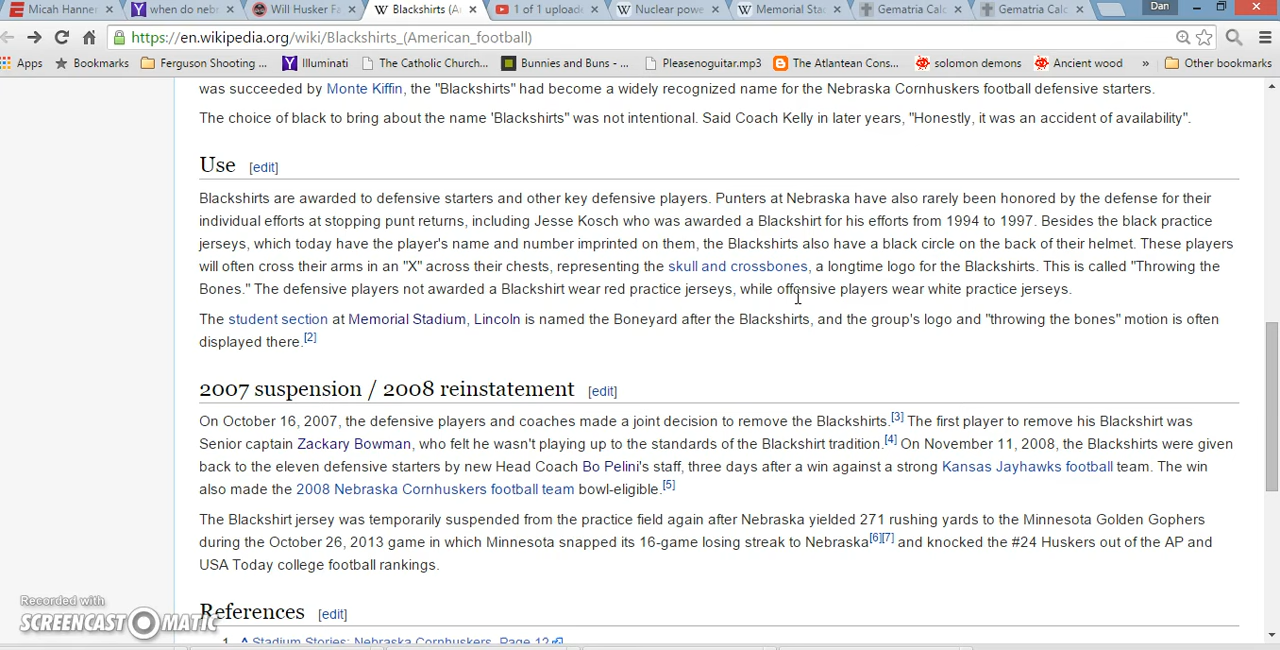 Micah Hanne
when do neb
Will Husker Fa
Blackshirts (A
1 of 1 upload
Nuclear powe
Memorial Sta
Gematria Calc
Gematria Calc
Dan
https://en.wikipedia.org/wiki/Blackshirts_(American_football)
Apps
Bookmarks
Ferguson Shooting ...
Illuminati
The Catholic Church...
Bunnies and Buns - ...
Pleasenoguitar.mp3
The Atlantean Cons...
solomon demons
Ancient wood
»
Other bookmarks
was succeeded by Monte Kiffin, the "Blackshirts" had become a widely recognized name for the Nebraska Cornhuskers football defensive starters.
The choice of black to bring about the name 'Blackshirts" was not intentional. Said Coach Kelly in later years, "Honestly, it was an accident of availability".
Use [edit]
Blackshirts are awarded to defensive starters and other key defensive players. Punters at Nebraska have also rarely been honored by the defense for their
individual efforts at stopping punt returns, including Jesse Kosch who was awarded a Blackshirt for his efforts from 1994 to 1997. Besides the black practice
jerseys, which today have the player's name and number imprinted on them, the Blackshirts also have a black circle on the back of their helmet. These players
will often cross their arms in an "X" across their chests, representing the skull and crossbones, a longtime logo for the Blackshirts. This is called "Throwing the
Bones." The defensive players not awarded a Blackshirt wear red practice jerseys, while offensive players wear white practice jerseys.
The student section at Memorial Stadium, Lincoln is named the Boneyard after the Blackshirts, and the group's logo and "throwing the bones" motion is often
displayed there.[2]
2007 suspension / 2008 reinstatement [edit]
On October 16, 2007, the defensive players and coaches made a joint decision to remove the Blackshirts.[3] The first player to remove his Blackshirt was
Senior captain Zackary Bowman, who felt he wasn't playing up to the standards of the Blackshirt tradition.[4] On November 11, 2008, the Blackshirts were given
back to the eleven defensive starters by new Head Coach Bo Pelini's staff, three days after a win against a strong Kansas Jayhawks football team. The win
also made the 2008 Nebraska Cornhuskers football team bowl-eligible.[5]
The Blackshirt jersey was temporarily suspended from the practice field again after Nebraska yielded 271 rushing yards to the Minnesota Golden Gophers
during the October 26, 2013 game in which Minnesota snapped its 16-game losing streak to Nebraska[6][7] and knocked the #24 Huskers out of the AP and
USA Today college football rankings.
References [edit]
1. ^ Stadium Stories: Nebraska Cornhuskers, Page 12
Recorded with
SCREENCAST MATIC